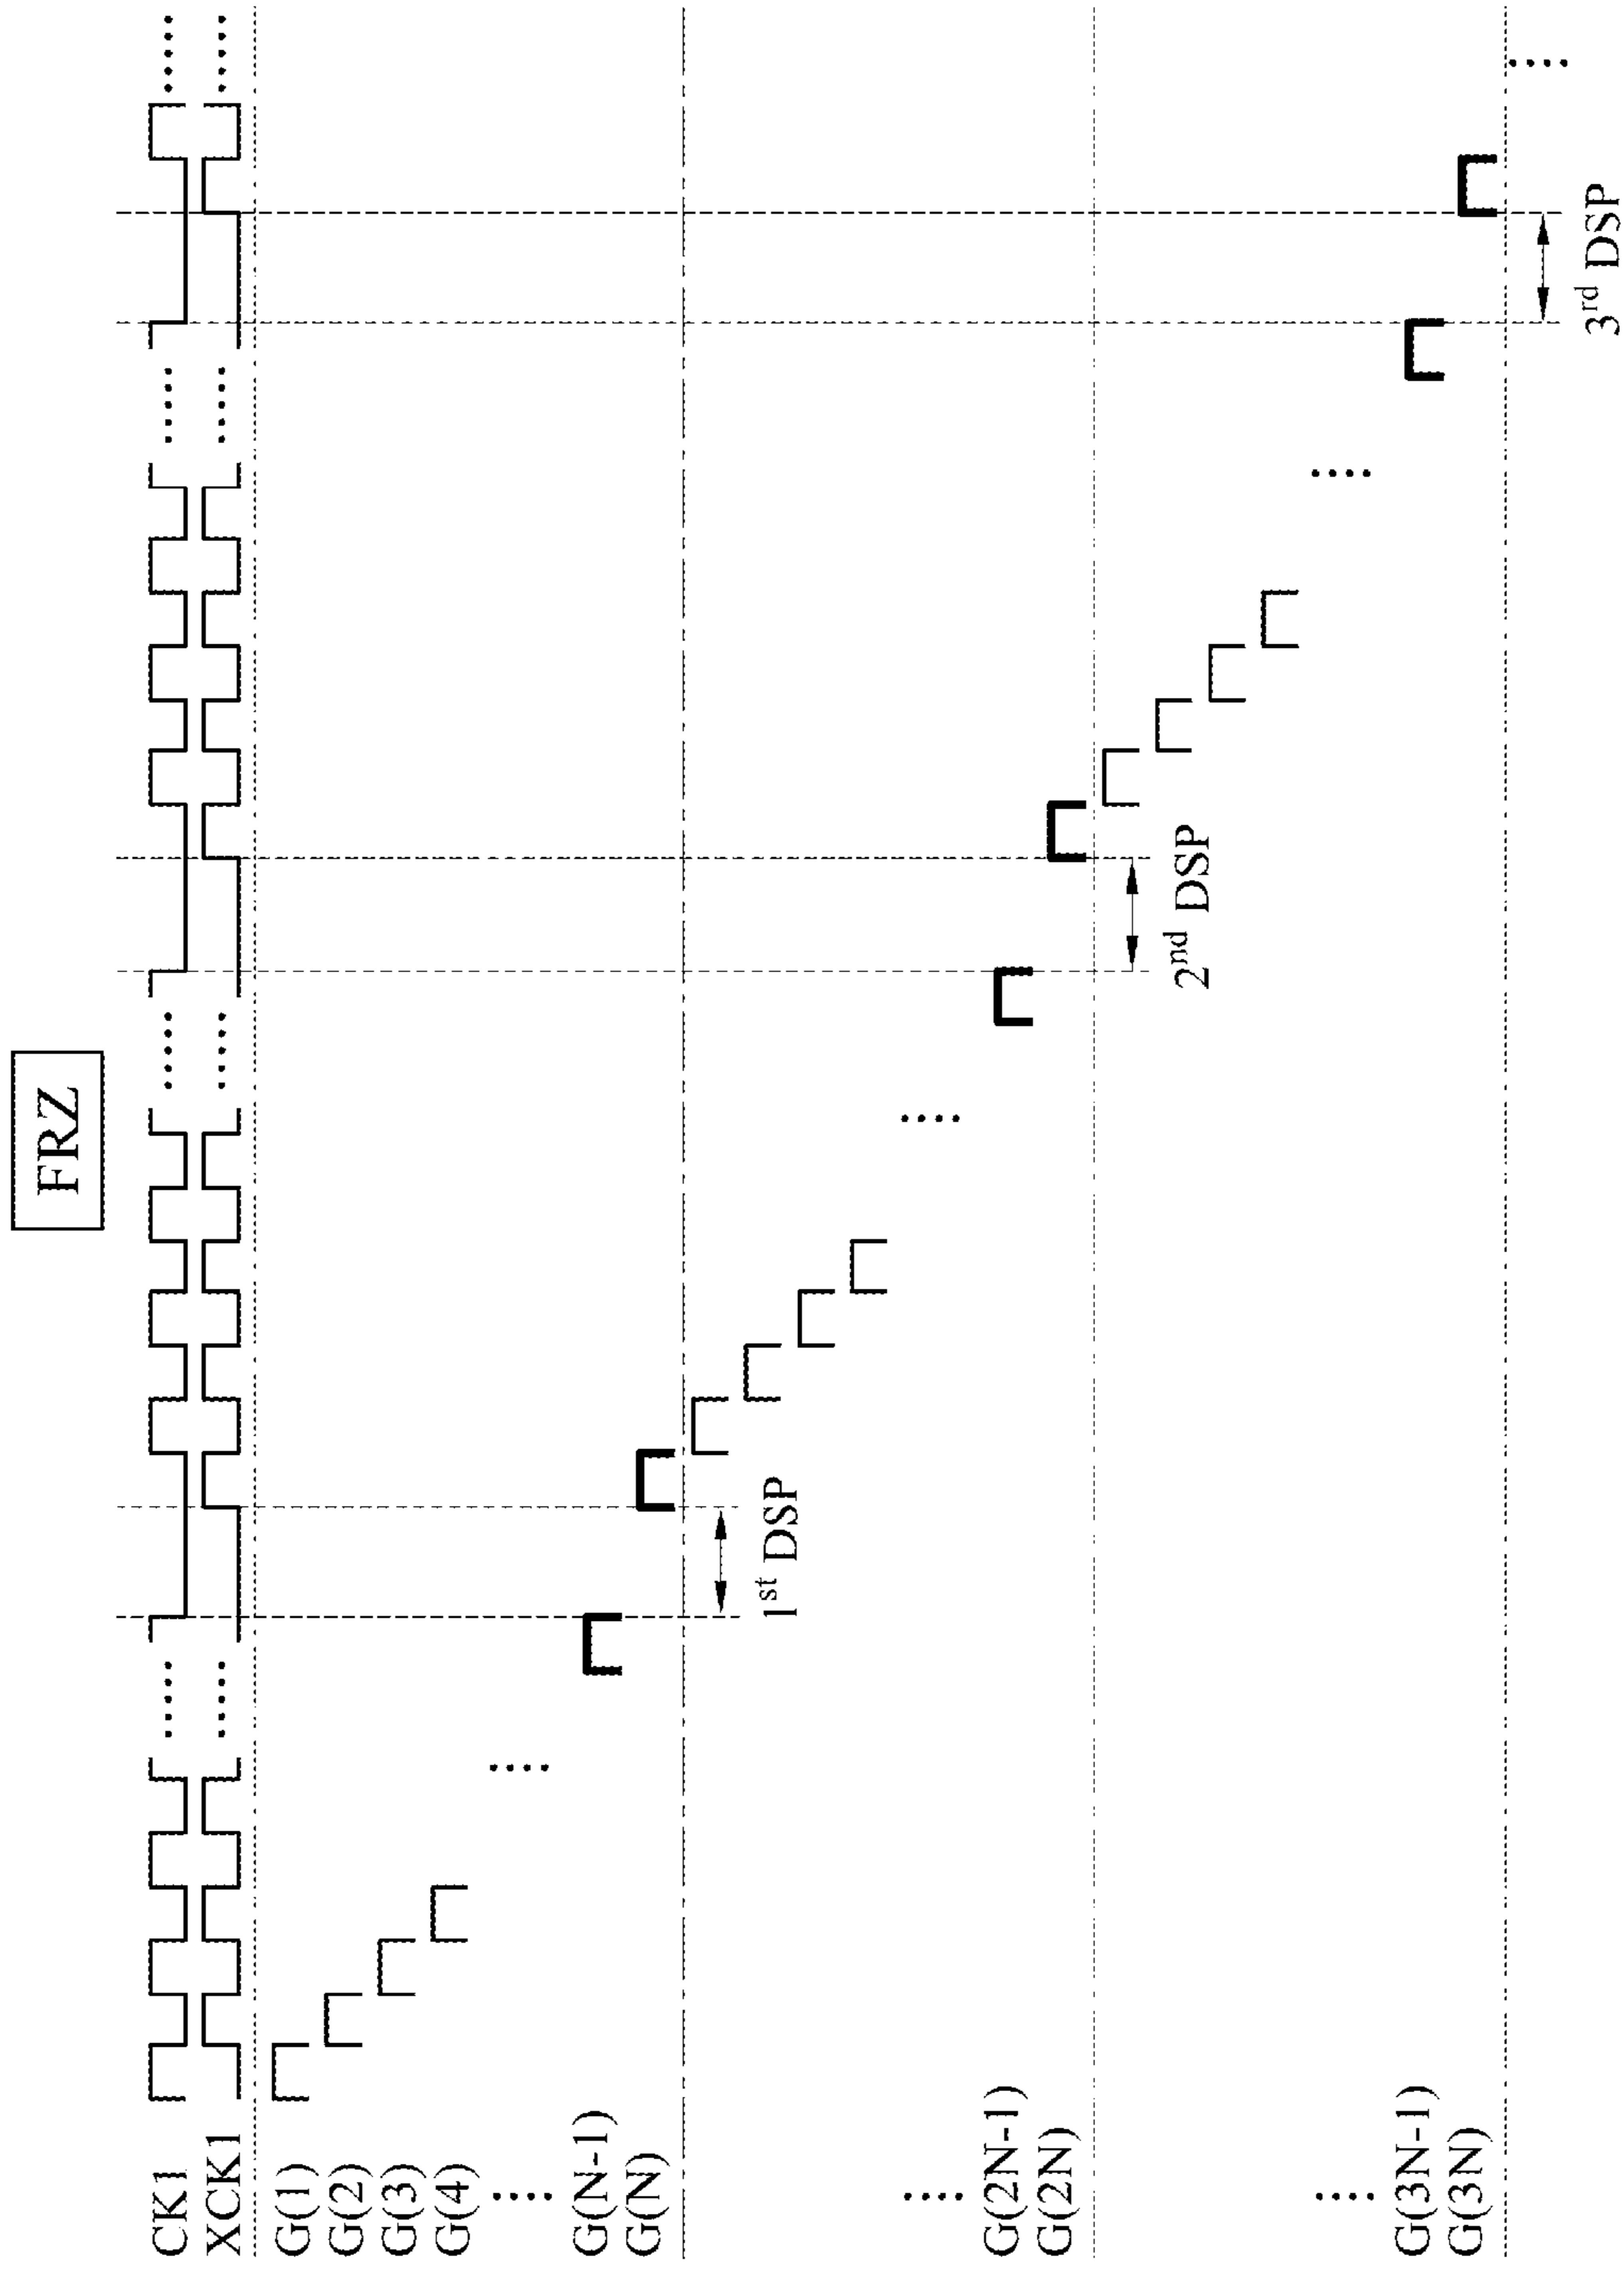 FRZ
CK1
XCK1
G(1)
G(2)
G(3)
G(4)
G(N-1)
G(N)
1st DSP
G(2N-1)
G(2N)
2nd DSP
G(3N-1)
G(3N)
3rd DSP